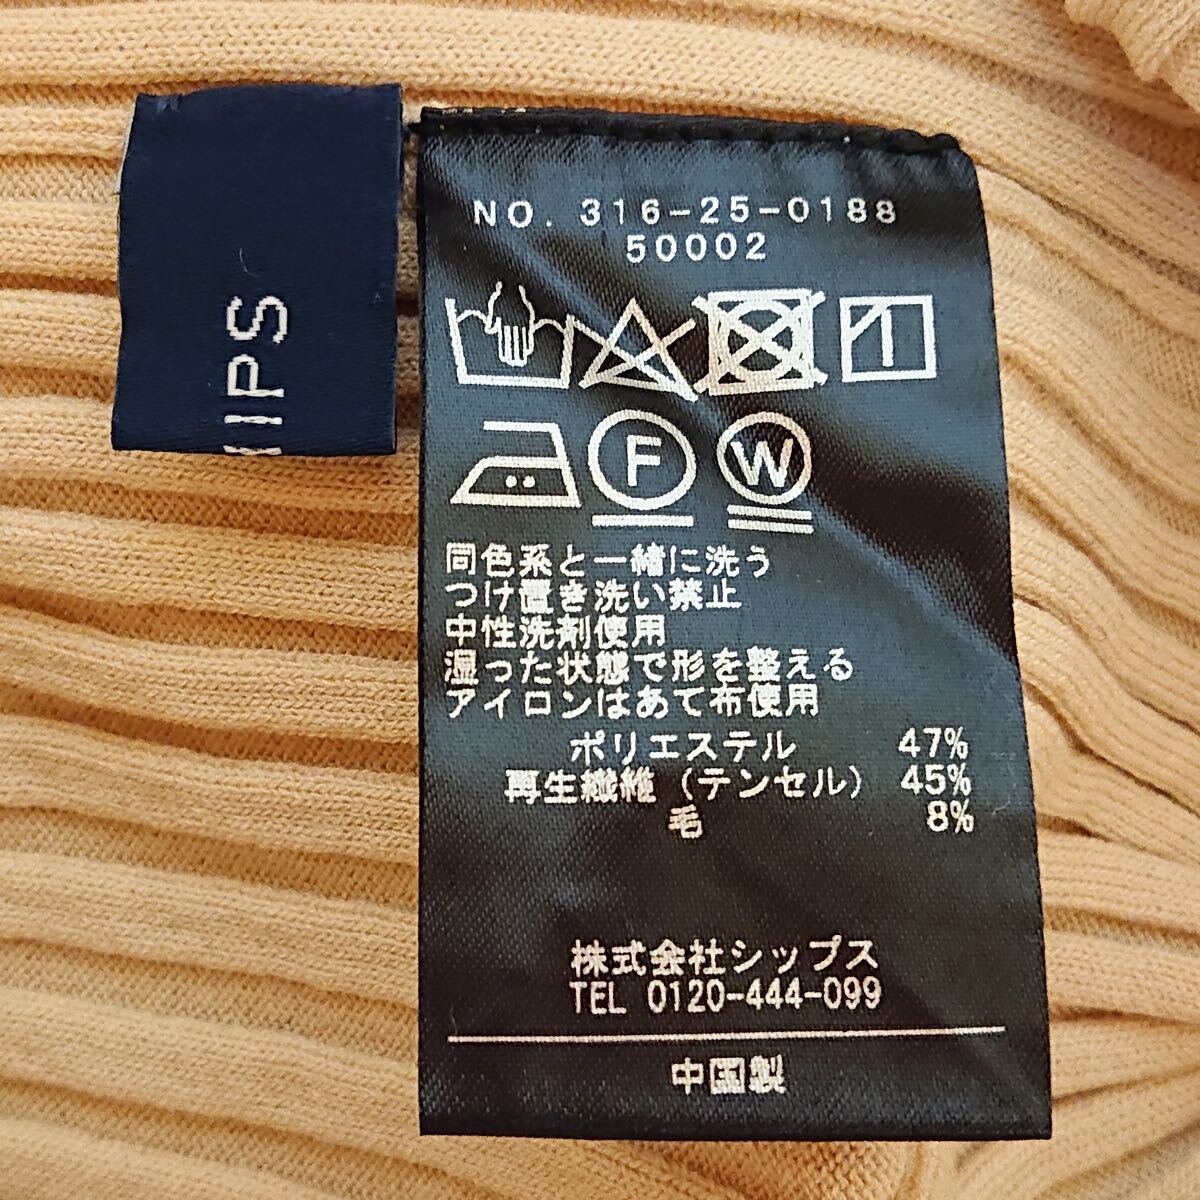 SHIPS
NO. 316-25-0188
50002
F
W
同色系と一緒に洗う
つけ置き洗い禁止
中性洗剤使用
湿った状態で形を整える
アイロンはあて布使用
ポリエステル 47%
再生繊維（テンセル） 45%
毛 8%
株式会社シップス
TEL 0120-444-099
中国製